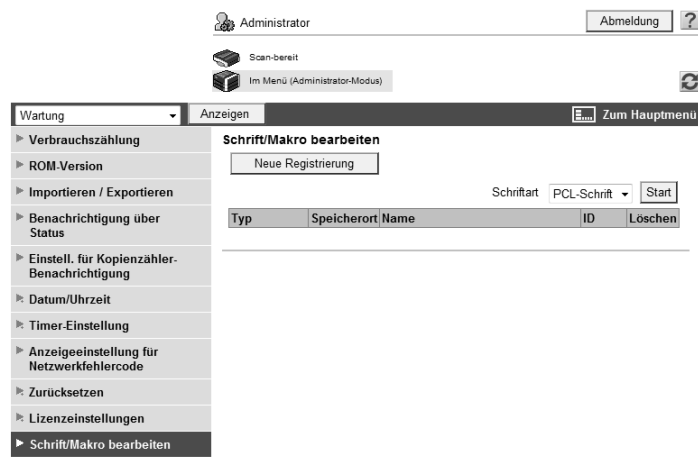 Administrator
Abmeldung
?
Scan-bereit
Im Menü (Administrator-Modus)
Wartung
Anzeigen
Zum Hauptmenü
Verbrauchszählung
ROM-Version
Importieren / Exportieren
Benachrichtigung über
Status
Einstell. für Kopienzähler-
Benachrichtigung
Datum/Uhrzeit
Timer-Einstellung
Anzeigeeinstellung für
Netzwerkfehlercode
Zurücksetzen
Lizenzeinstellungen
Schrift/Makro bearbeiten
Schrift/Makro bearbeiten
Neue Registrierung
Schriftart PCL-Schrift Start
Typ Speicherort Name ID Löschen